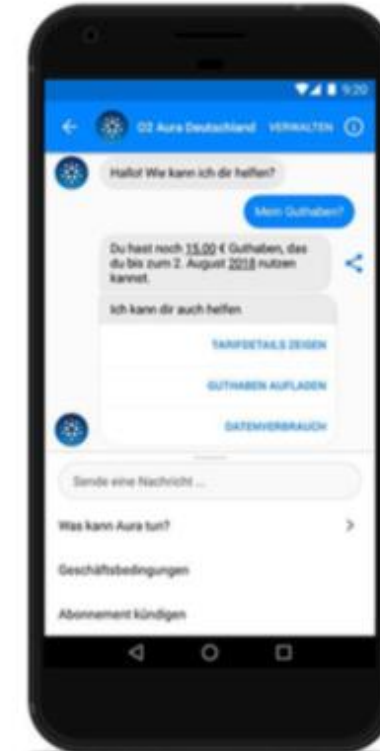 9:20
O2 Aura Deutschland VERWALTEN
Hallo! Wie kann ich dir helfen?
Mein Guthaben?
Du hast noch 15,00 € Guthaben, das
du bis zum 2. August 2018 nutzen
kannst.
Ich kann dir auch helfen
TARIFDETAILS ZEIGEN
GUTHABEN AUFLADEN
DATENVERBRAUCH
Sende eine Nachricht ...
Was kann Aura tun?
Geschäftsbedingungen
Abonnement kündigen